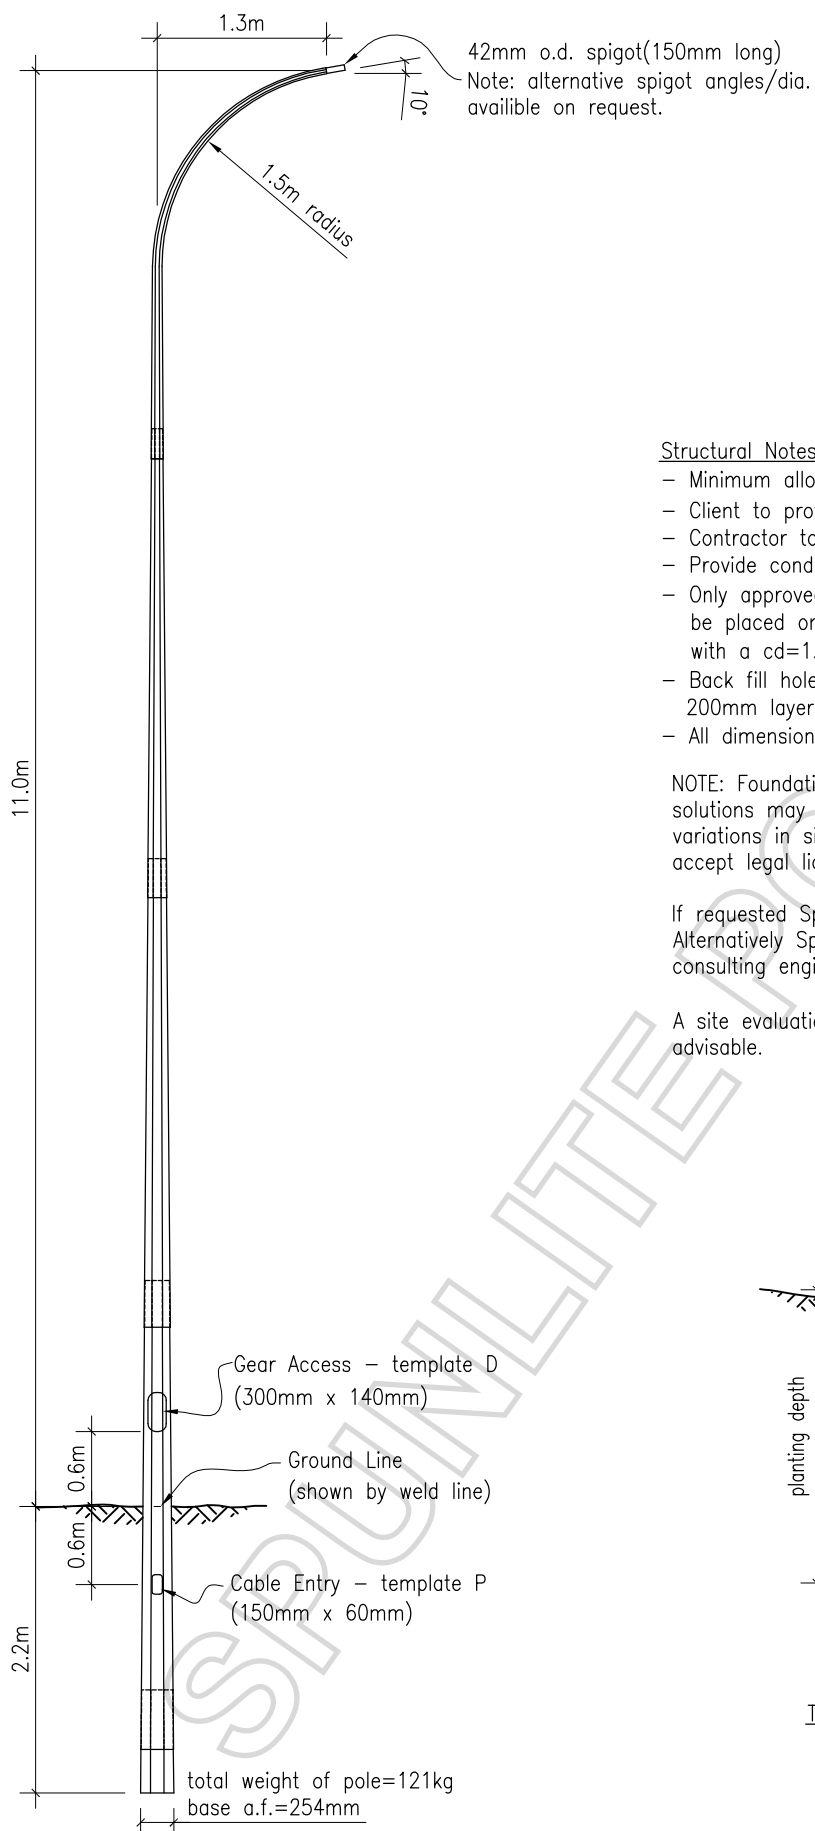 1.3m
42mm o.d. spigot(150mm long)
Note: alternative spigot angles/dia.
availible on request.
10°
1.5m radius
Structural Notes
- Minimum allo
- Client to pro
- Contractor to
- Provide cond
- Only approve
be placed or
with a cd=1.
- Back fill hole
200mm layer
- All dimension
11.0m
NOTE: Foundati
solutions may
variations in si
accept legal lia
If requested Sp
Alternatively Sp
consulting engi
A site evaluatio
advisable.
SPUNLITE PO
Gear Access - template D
(300mm x 140mm)
0.6m
Ground Line
(shown by weld line)
planting depth
0.6m
Cable Entry - template P
(150mm x 60mm)
2.2m
T
total weight of pole=121kg
base a.f.=254mm